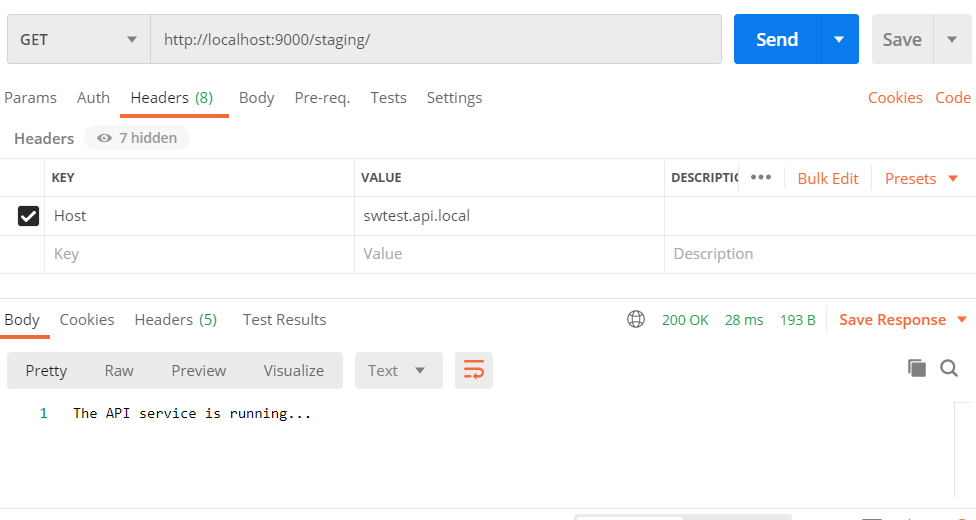 GET http://localhost:9000/staging/ Send Save
Params Auth Headers (8) Body Pre-req. Tests Settings Cookies Code
Headers 7 hidden
KEY VALUE DESCRIPTIO ••• Bulk Edit Presets
Host swtest.api.local
Key Value Description
Body Cookies Headers (5) Test Results 200 OK 28 ms 193 B Save Response
Pretty Raw Preview Visualize Text
1 The API service is running...